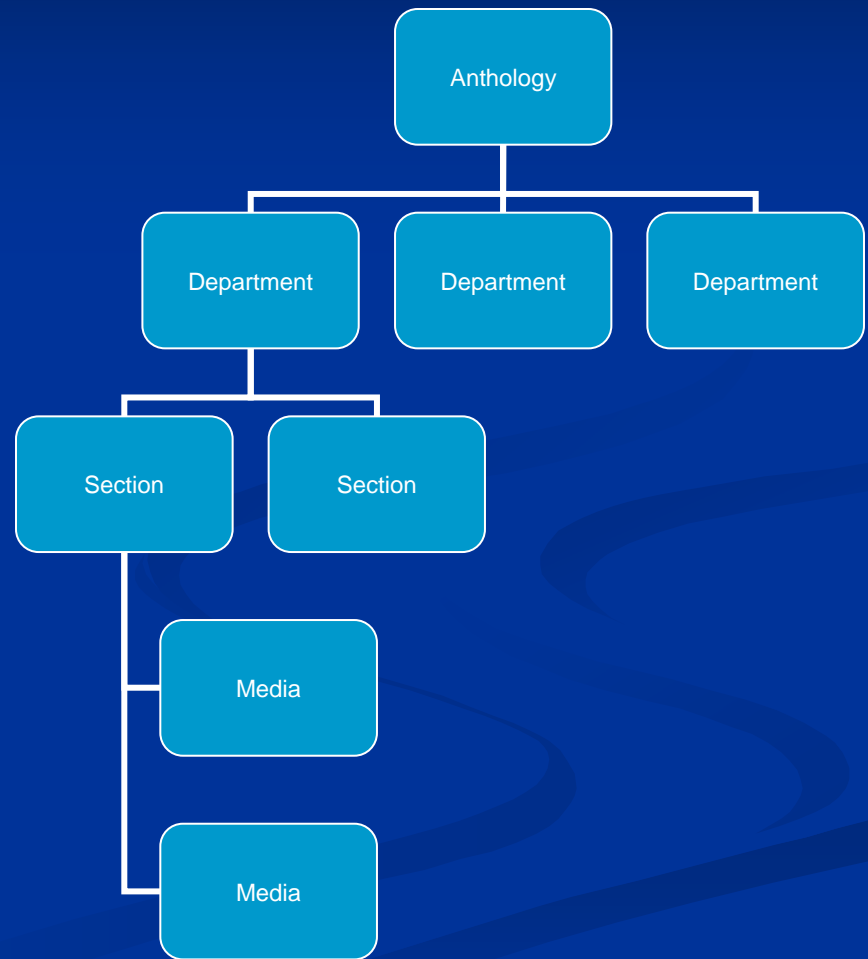 Anthology
Department
Department
Department
Section
Section
Media
Media